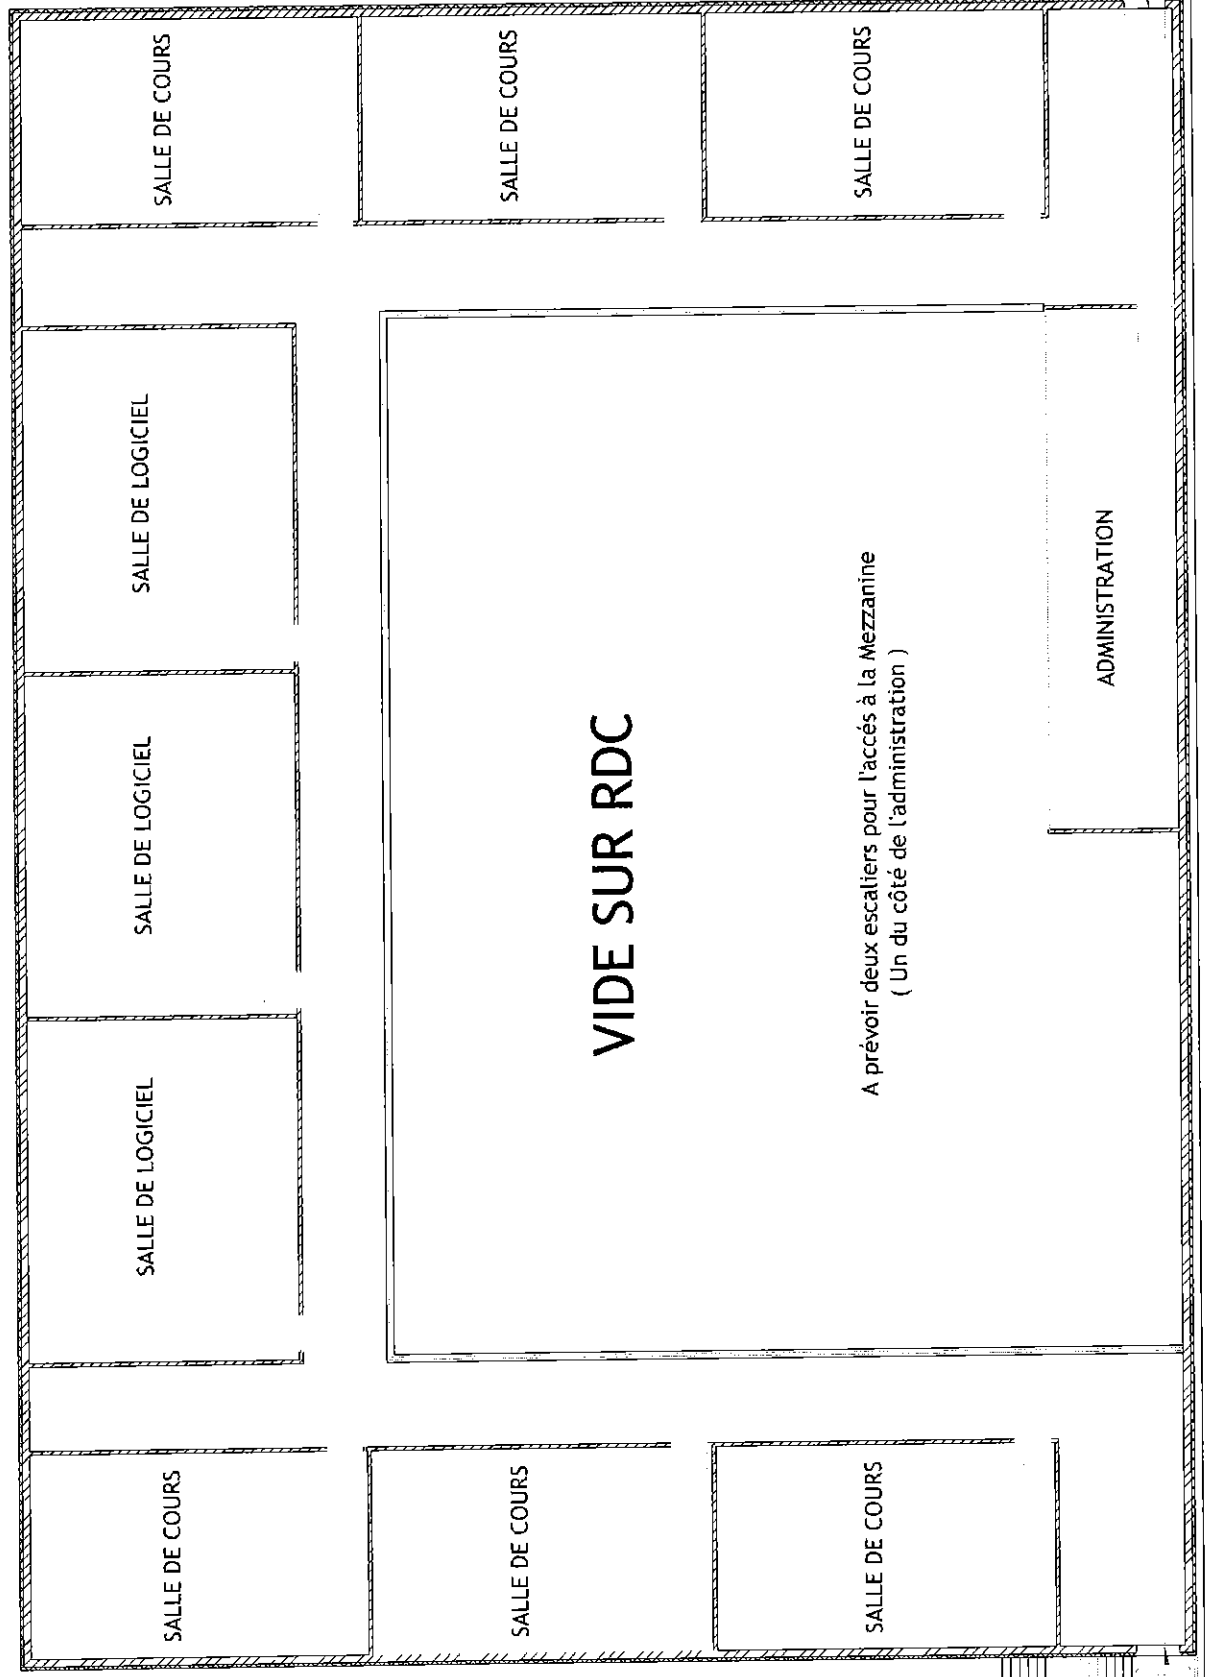 SALLE DE COURS
SALLE DE LOGICIEL
SALLE DE LOGICIEL
SALLE DE LOGICIEL
SALLE DE COURS
SALLE DE COURS
SALLE DE COURS
VIDE SUR RDC
SALLE DE COURS
A prévoir deux escaliers pour l'accés à la Mezzanine
( Un du côté de l'administration )
SALLE DE COURS
ADMINISTRATION